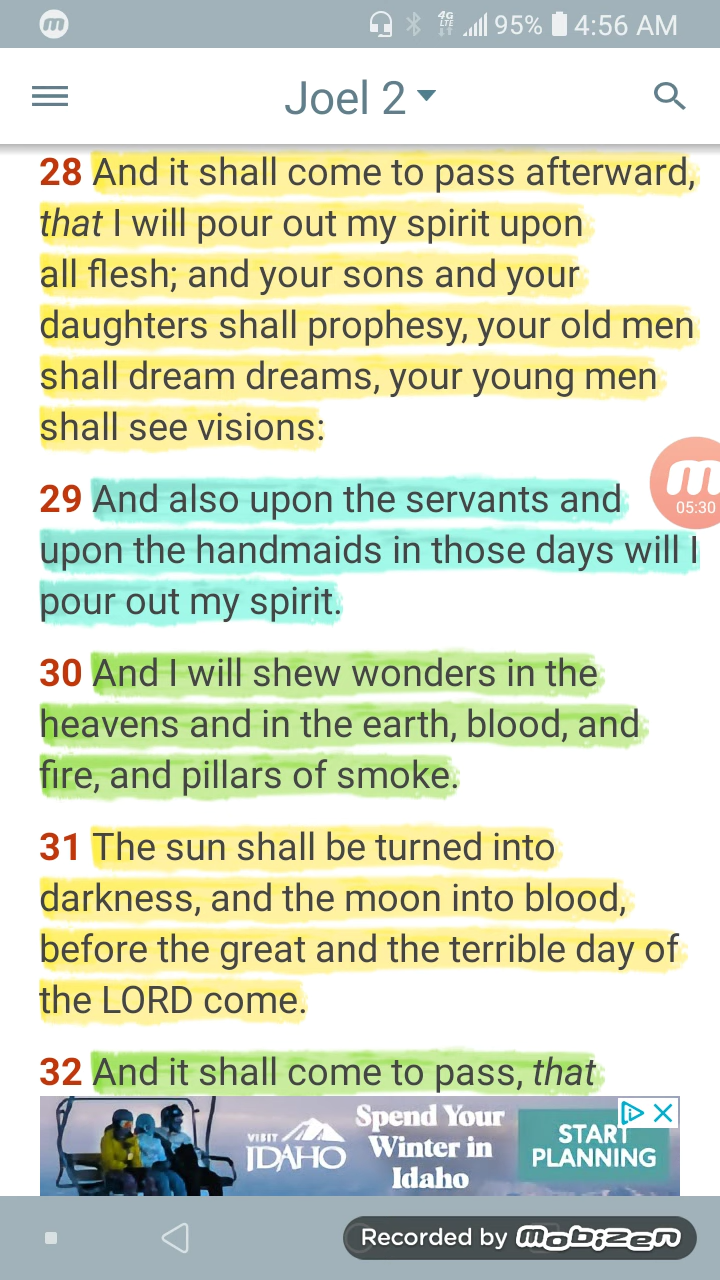 4G LTE 95% 4:56 AM
Joel 2
28 And it shall come to pass afterward,
that I will pour out my spirit upon
all flesh; and your sons and your
daughters shall prophesy, your old men
shall dream dreams, your young men
shall see visions:
29 And also upon the servants and
upon the handmaids in those days will I
pour out my spirit.
05:30
30 And I will shew wonders in the
heavens and in the earth, blood, and
fire, and pillars of smoke.
31 The sun shall be turned into
darkness, and the moon into blood,
before the great and the terrible day of
the LORD come.
32 And it shall come to pass, that
VISIT
IDAHO
Spend Your
Winter in
Idaho
START
PLANNING
Recorded by mobizen